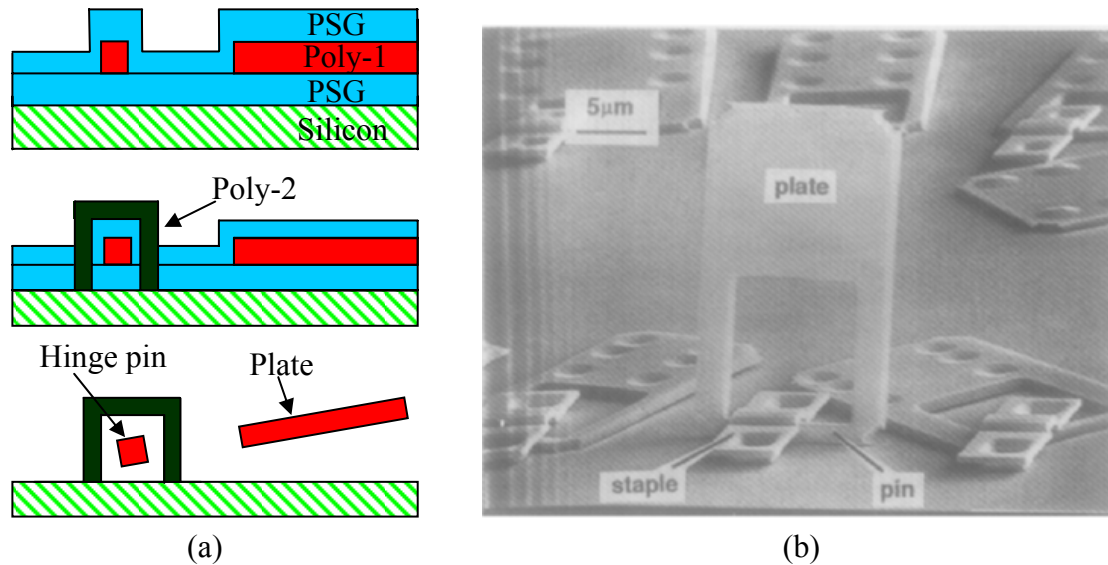 PSG
Poly-1
PSG
Silicon
Poly-2
Hinge pin
Plate
(a)
5μm
plate
staple
pin
(b)